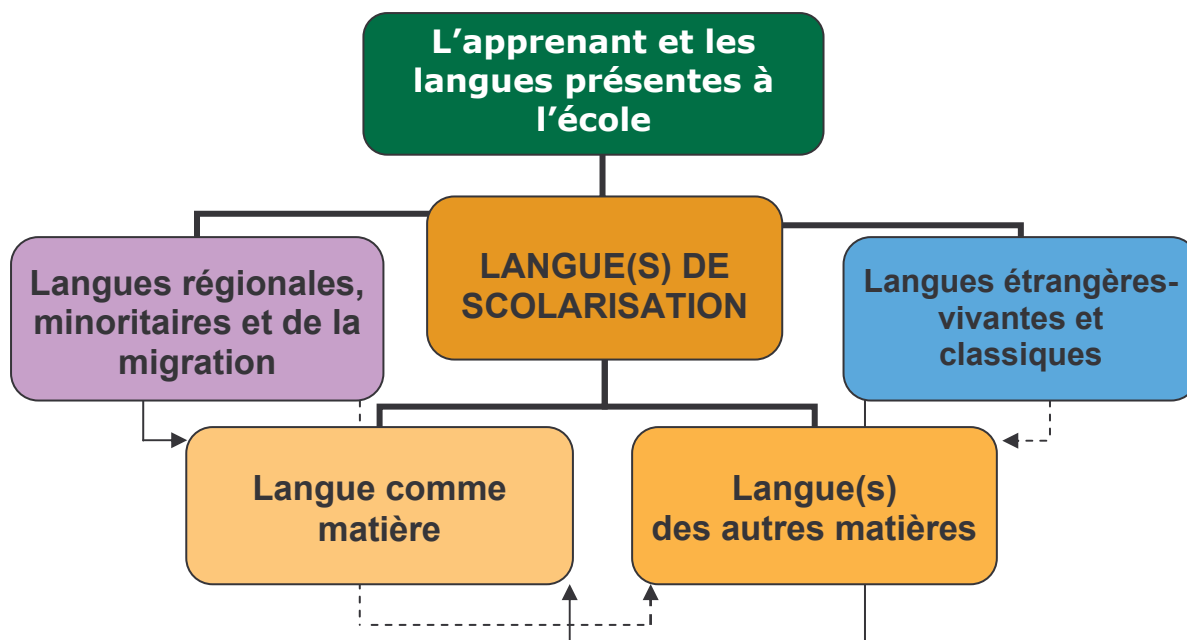 L’apprenant et les
langues présentes à
l’école
LANGUE(S) DE
SCOLARISATION
Langues régionales,
minoritaires et de la
migration
Langues étrangères-
vivantes et
classiques
Langue comme
matière
Langue(s)
des autres matières